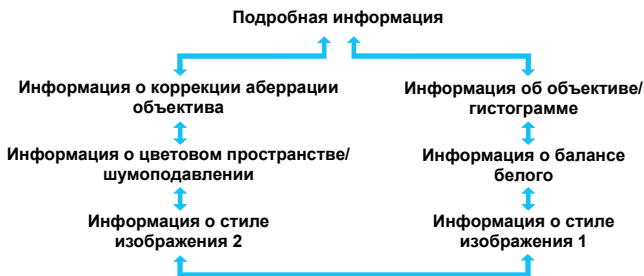 Подробная информация
Информация о коррекции аберрации
объектива
Информация об объективе/
гистограмме
Информация о цветовом пространстве/
шумоподавлении
Информация о балансе
белого
Информация о стиле
изображения 2
Информация о стиле
изображения 1